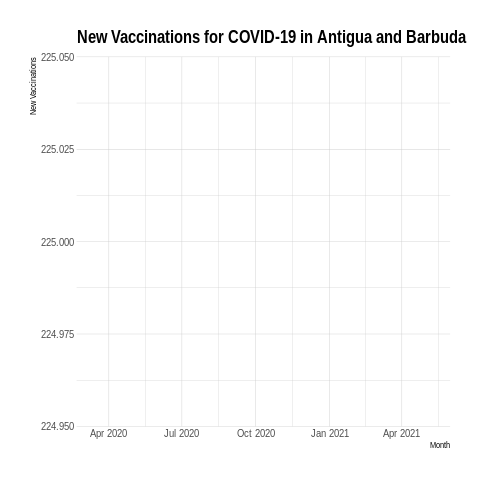 New Vaccinations for COVID-19 in Antigua and Barbuda
New Vaccinations
225.050
225.025
225.000
224.975
224.950
Apr 2020 Jul 2020 Oct 2020 Jan 2021 Apr 2021
Month